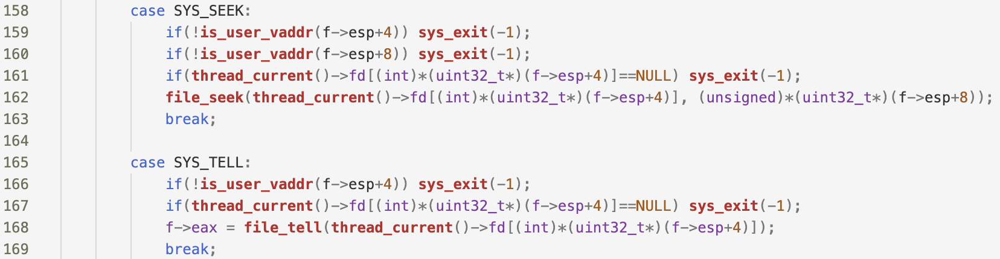 158 case SYS_SEEK:
159 if(!is_user_vaddr(f->esp+4)) sys_exit(-1);
160 if(!is_user_vaddr(f->esp+8)) sys_exit(-1);
161 if(thread_current()->fd[(int)*(uint32_t*)(f->esp+4)]==NULL) sys_exit(-1);
162 file_seek(thread_current()->fd[(int)*(uint32_t*)(f->esp+4)], (unsigned)*(uint32_t*)(f->esp+8));
163 break;
164
165 case SYS_TELL:
166 if(!is_user_vaddr(f->esp+4)) sys_exit(-1);
167 if(thread_current()->fd[(int)*(uint32_t*)(f->esp+4)]==NULL) sys_exit(-1);
168 f->eax = file_tell(thread_current()->fd[(int)*(uint32_t*)(f->esp+4)]);
169 break;